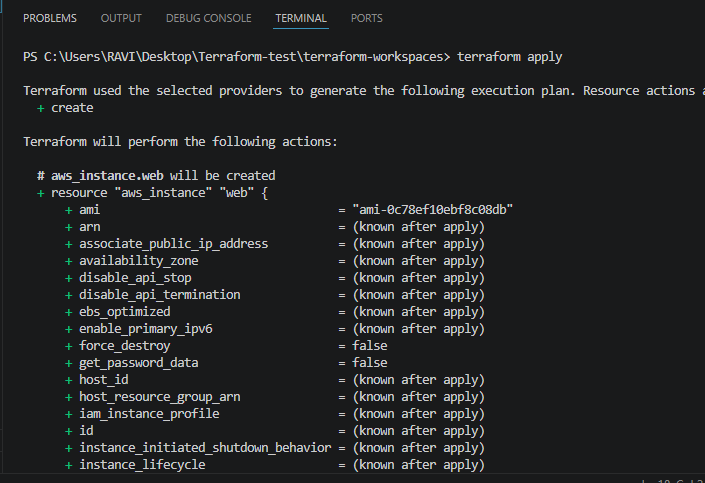 PROBLEMS OUTPUT DEBUG CONSOLE TERMINAL PORTS
PS C:\Users\RAVI\Desktop\Terraform-test\terraform-workspaces> terraform apply
Terraform used the selected providers to generate the following execution plan. Resource actions
+ create
Terraform will perform the following actions:
# aws_instance.web will be created
+ resource "aws_instance" "web" {
+ ami = "ami-0c78ef10ebf8c08db"
+ arn = (known after apply)
+ associate_public_ip_address = (known after apply)
+ availability_zone = (known after apply)
+ disable_api_stop = (known after apply)
+ disable_api_termination = (known after apply)
+ ebs_optimized = (known after apply)
+ enable_primary_ipv6 = (known after apply)
+ force_destroy = false
+ get_password_data = false
+ host_id = (known after apply)
+ host_resource_group_arn = (known after apply)
+ iam_instance_profile = (known after apply)
+ id = (known after apply)
+ instance_initiated_shutdown_behavior = (known after apply)
+ instance_lifecycle = (known after apply)